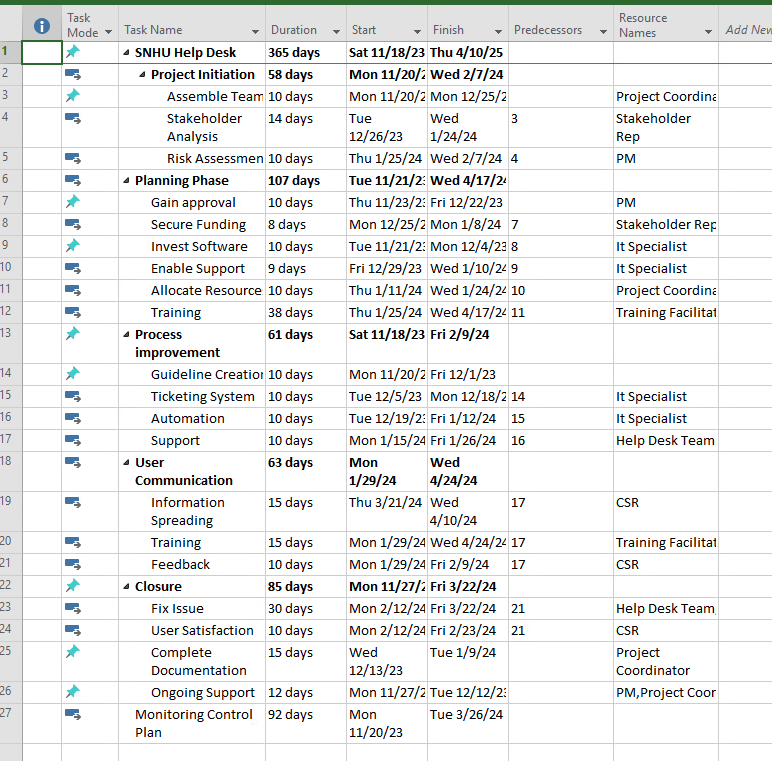 Task Mode Task Name Duration Start Finish Predecessors Resource Names Add New
1 SNHU Help Desk 365 days Sat 11/18/23 Thu 4/10/25
2 Project Initiation 58 days Mon 11/20/2 Wed 2/7/24
3 Assemble Team 10 days Mon 11/20/2 Mon 12/25/2 Project Coordina
4 Stakeholder Analysis 14 days Tue 12/26/23 Wed 1/24/24 3 Stakeholder Rep
5 Risk Assessmen 10 days Thu 1/25/24 Wed 2/7/24 4 PM
6 Planning Phase 107 days Tue 11/21/23 Wed 4/17/24
7 Gain approval 10 days Thu 11/23/23 Fri 12/22/23 PM
8 Secure Funding 8 days Mon 12/25/2 Mon 1/8/24 7 Stakeholder Rep
9 Invest Software 10 days Tue 11/21/23 Mon 12/4/23 8 It Specialist
10 Enable Support 9 days Fri 12/29/23 Wed 1/10/24 9 It Specialist
11 Allocate Resource 10 days Thu 1/11/24 Wed 1/24/24 10 Project Coordina
12 Training 38 days Thu 1/25/24 Wed 4/17/24 11 Training Facilitat
13 Process improvement 61 days Sat 11/18/23 Fri 2/9/24
14 Guideline Creation 10 days Mon 11/20/2 Fri 12/1/23
15 Ticketing System 10 days Tue 12/5/23 Mon 12/18/2 14 It Specialist
16 Automation 10 days Tue 12/19/23 Fri 1/12/24 15 It Specialist
17 Support 10 days Mon 1/15/24 Fri 1/26/24 16 Help Desk Team
18 User Communication 63 days Mon 1/29/24 Wed 4/24/24
19 Information Spreading 15 days Thu 3/21/24 Wed 4/10/24 17 CSR
20 Training 15 days Mon 1/29/24 Wed 4/24/24 17 Training Facilitat
21 Feedback 10 days Mon 1/29/24 Fri 2/9/24 17 CSR
22 Closure 85 days Mon 11/27/2 Fri 3/22/24
23 Fix Issue 30 days Mon 2/12/24 Fri 3/22/24 21 Help Desk Team,
24 User Satisfaction 10 days Mon 2/12/24 Fri 2/23/24 21 CSR
25 Complete Documentation 15 days Wed 12/13/23 Tue 1/9/24 Project Coordinator
26 Ongoing Support 12 days Mon 11/27/2 Tue 12/12/23 PM,Project Coor
27 Monitoring Control Plan 92 days Mon 11/20/23 Tue 3/26/24